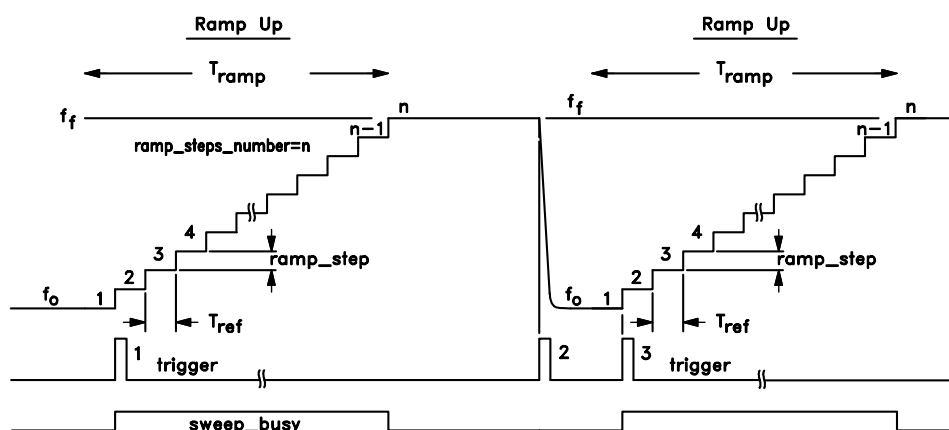 Ramp Up
Ramp Up
Tramp
Tramp
ff
n
ff
n
n-1
n-1
ramp_steps_number=n
4
4
3
ramp_step
3
ramp_step
2
2
fo
1
fo
1
Tref
Tref
1
trigger
2
3
trigger
sweep_busy